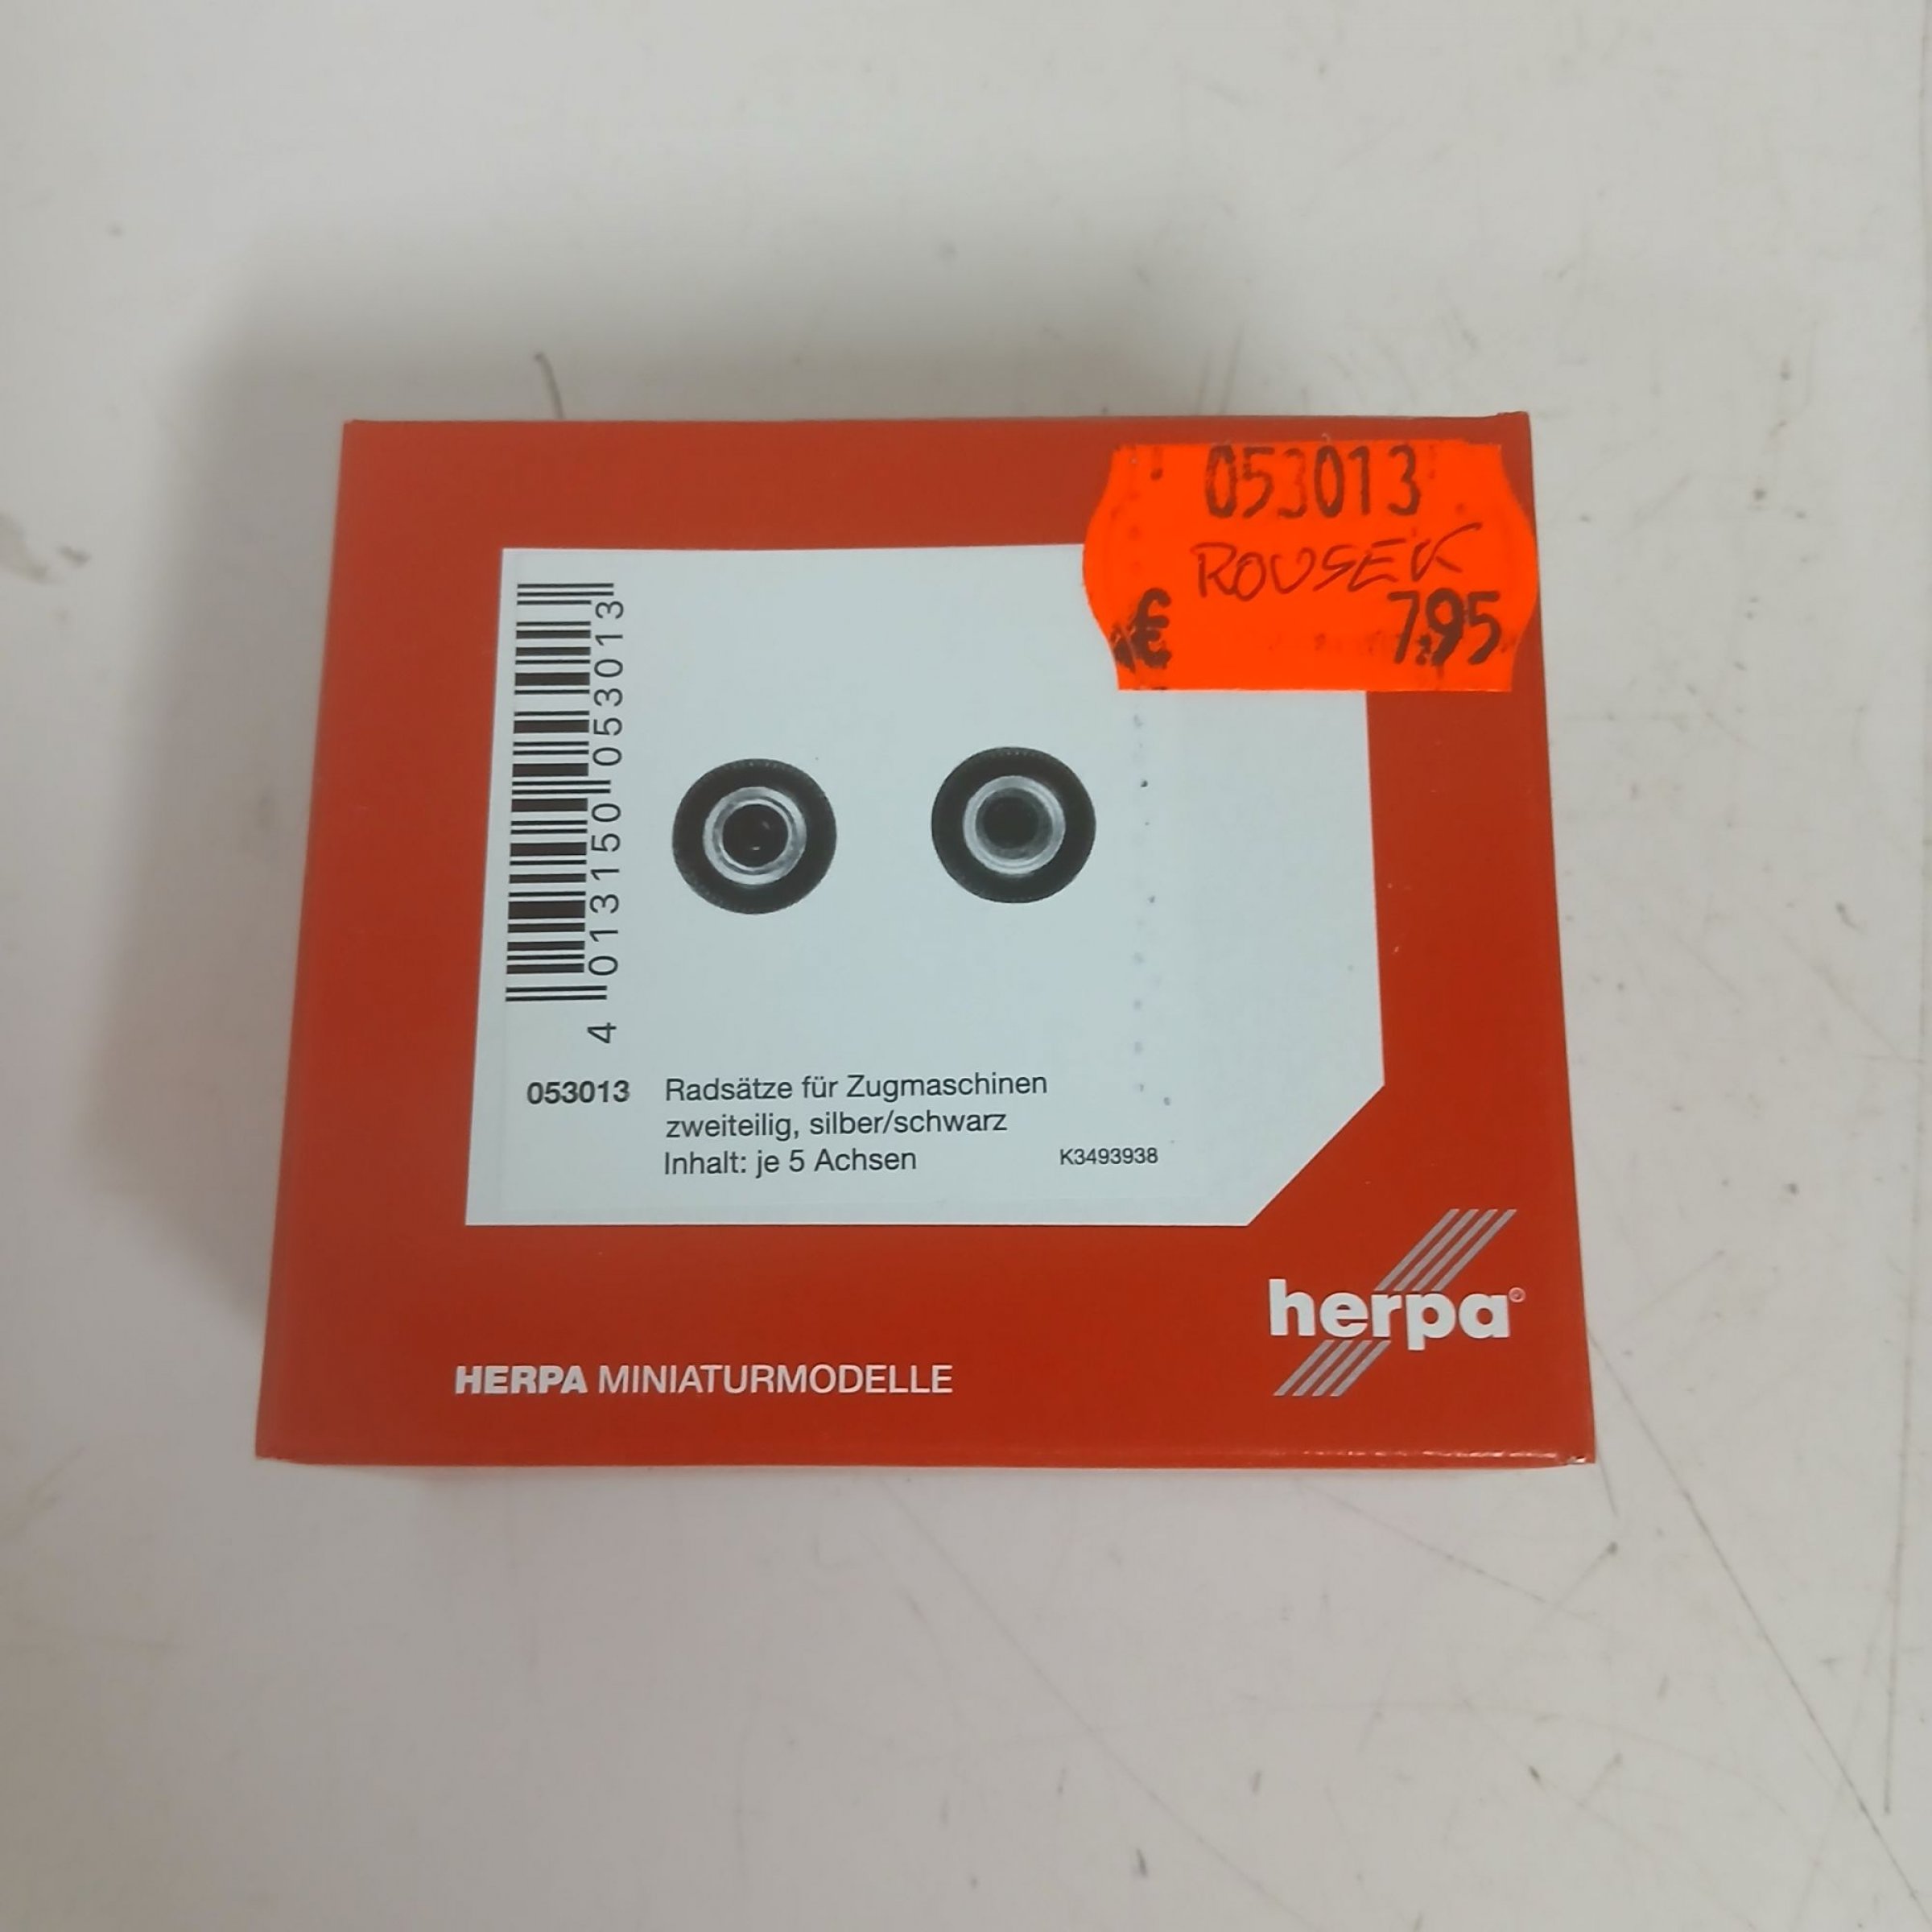 053013
ROUSEK
€ 7.95
4 013150 053013
053013 Radsätze für Zugmaschinen
zweiteilig, silber/schwarz
Inhalt: je 5 Achsen K3493938
herpa®
HERPA MINIATURMODELLE